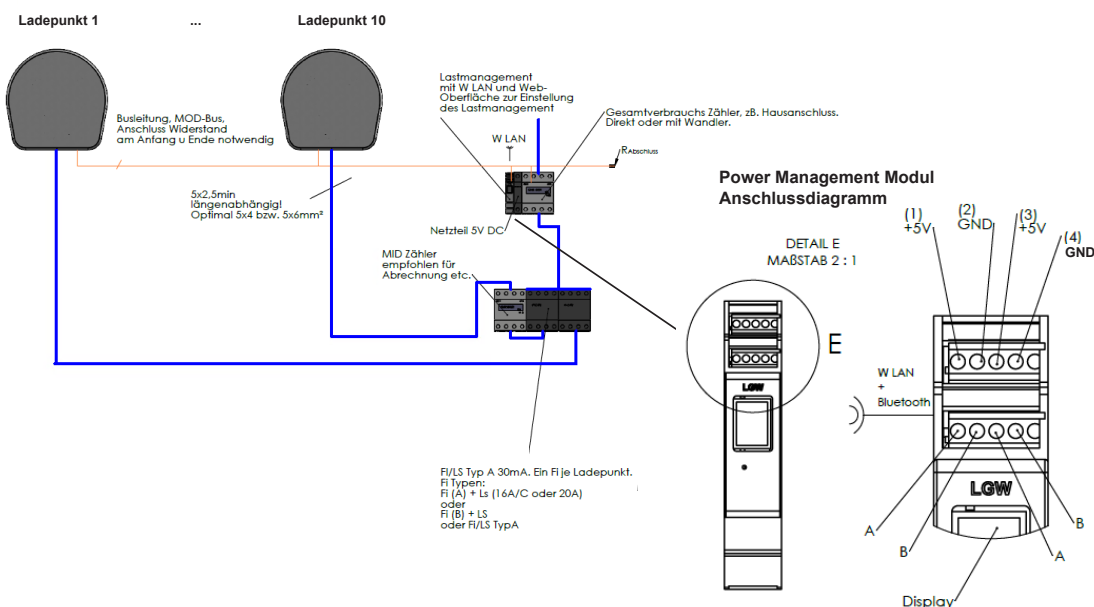 Ladepunkt 1
...
Ladepunkt 10
Lastmanagement
mit W LAN und Web-
Oberfläche zur Einstellung
des Lastmanagement
Gesamtverbrauchs Zähler, zB. Hausanschluss.
Direkt oder mit Wandler.
Busleitung, MOD-Bus,
Anschluss Widerstand
am Anfang u Ende notwendig
W LAN
RAbschluss
5x2,5min
längenabhängig!
Optimal 5x4 bzw. 5x6mm²
Netzteil 5V DC
MID Zähler
empfohlen für
Abrechnung etc.
FI/LS Typ A 30mA. Ein Fi je Ladepunkt.
Fi Typen:
Fi (A) + Ls (16A/C oder 20A)
oder
Fi (B) + LS
oder Fi/LS TypA
Power Management Modul
Anschlussdiagramm
DETAIL E
MAßSTAB 2 : 1
E
LGW
(1)
+5V
(2)
GND
(3)
+5V
(4)
GND
W LAN
+
Bluetooth
LGW
A
B
A
B
Display